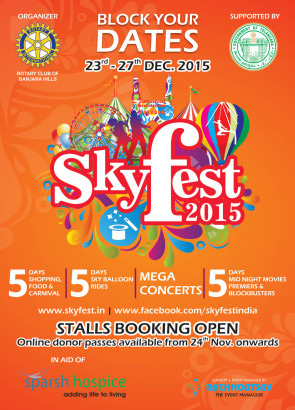 ORGANIZER
BLOCK YOUR
SUPPORTED BY
DATES
23rd - 27th DEC. 2015
ROTARY CLUB OF
BANJARA HILLS
Skyfest
2015
5 DAYS
SHOPPING,
FOOD &
CARNIVAL
5 DAYS
SKY BALLOON
RIDES
MEGA
CONCERTS
5 DAYS
MID NIGHT MOVIES
PREMIERS &
BLOCKBUSTERS
www.skyfest.in | www.facebook.com/skyfestindia
STALLS BOOKING OPEN
Online donor passes available from 24th Nov. onwards
IN AID OF
sparsh hospice
adding life to living
THE EVENT MANAGERS